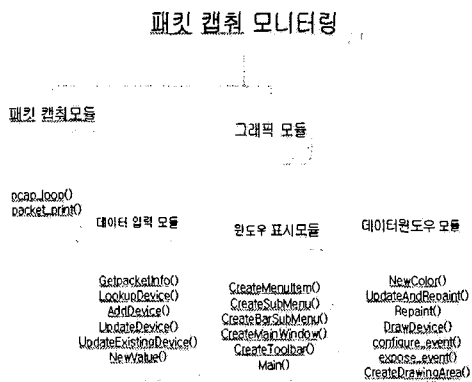 패킷 캡춰 모니터링
패킷 캡춰모듈
그래픽 모듈
pcap_loop()
packet_print()
데이터 입력 모듈
윈도우 표시모듈
데이터윈도우 모듈
GetpacketInfo()
LookupDevice()
AddDevice()
UpdateDevice()
UpdateExistingDevice()
NewValue()
CreateMenuItem()
CreateSubMenu()
CreateBarSubMenu()
CreateMainWindow()
CreateToolbar()
Main()
NewColor()
UpdateAndRepaint()
Repaint()
DrawDevice()
configure_event()
expose_event()
CreateDrawingArea()